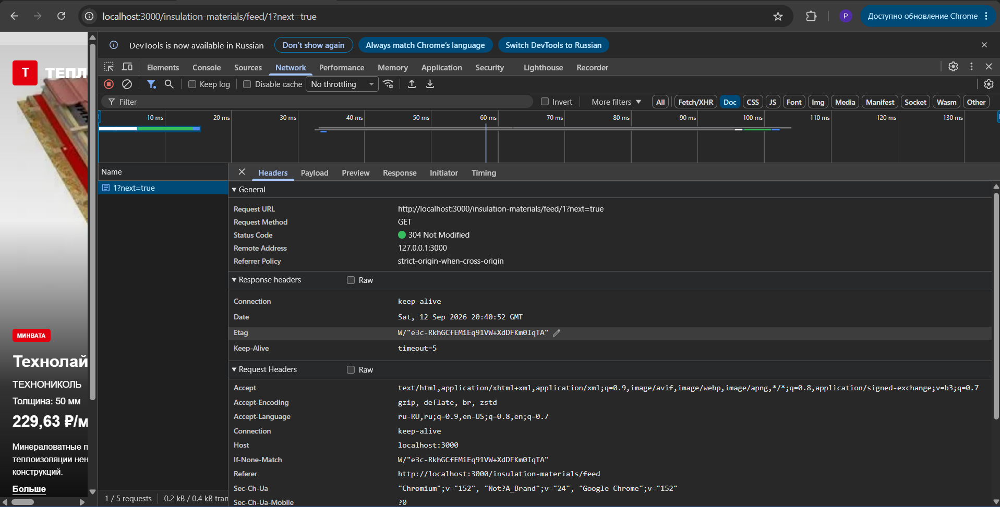 localhost:3000/insulation-materials/feed/1?next=true
P
Доступно обновление Chrome
DevTools is now available in Russian
Don't show again
Always match Chrome's language
Switch DevTools to Russian
Elements Console Sources Network Performance Memory Application Security Lighthouse Recorder
Keep log Disable cache No throttling
Filter
Invert More filters All Fetch/XHR Doc CSS JS Font Img Media Manifest Socket Wasm Other
10 ms 20 ms 30 ms 40 ms 50 ms 60 ms 70 ms 80 ms 90 ms 100 ms 110 ms 120 ms 130 ms
T ТЕПЛ
МИНВАТА
Технолай
ТЕХНОНИКОЛЬ
Толщина: 50 мм
229,63 ₽/м
Минераловатные п
теплоизоляции нен
конструкций.
Больше
Name
1?next=true
1 / 5 requests 0.2 kB / 0.4 kB tran
Headers Payload Preview Response Initiator Timing
General
Request URL http://localhost:3000/insulation-materials/feed/1?next=true
Request Method GET
Status Code 304 Not Modified
Remote Address 127.0.0.1:3000
Referrer Policy strict-origin-when-cross-origin
Response headers Raw
Connection keep-alive
Date Sat, 12 Sep 2026 20:40:52 GMT
Etag W/"e3c-RkhGCfEMiEq91VW+XdDFKm0IqTA"
Keep-Alive timeout=5
Request Headers Raw
Accept text/html,application/xhtml+xml,application/xml;q=0.9,image/avif,image/webp,image/apng,*/*;q=0.8,application/signed-exchange;v=b3;q=0.7
Accept-Encoding gzip, deflate, br, zstd
Accept-Language ru-RU,ru;q=0.9,en-US;q=0.8,en;q=0.7
Connection keep-alive
Host localhost:3000
If-None-Match W/"e3c-RkhGCfEMiEq91VW+XdDFKm0IqTA"
Referer http://localhost:3000/insulation-materials/feed
Sec-Ch-Ua "Chromium";v="152", "Not?A_Brand";v="24", "Google Chrome";v="152"
Sec-Ch-Ua-Mobile ?0